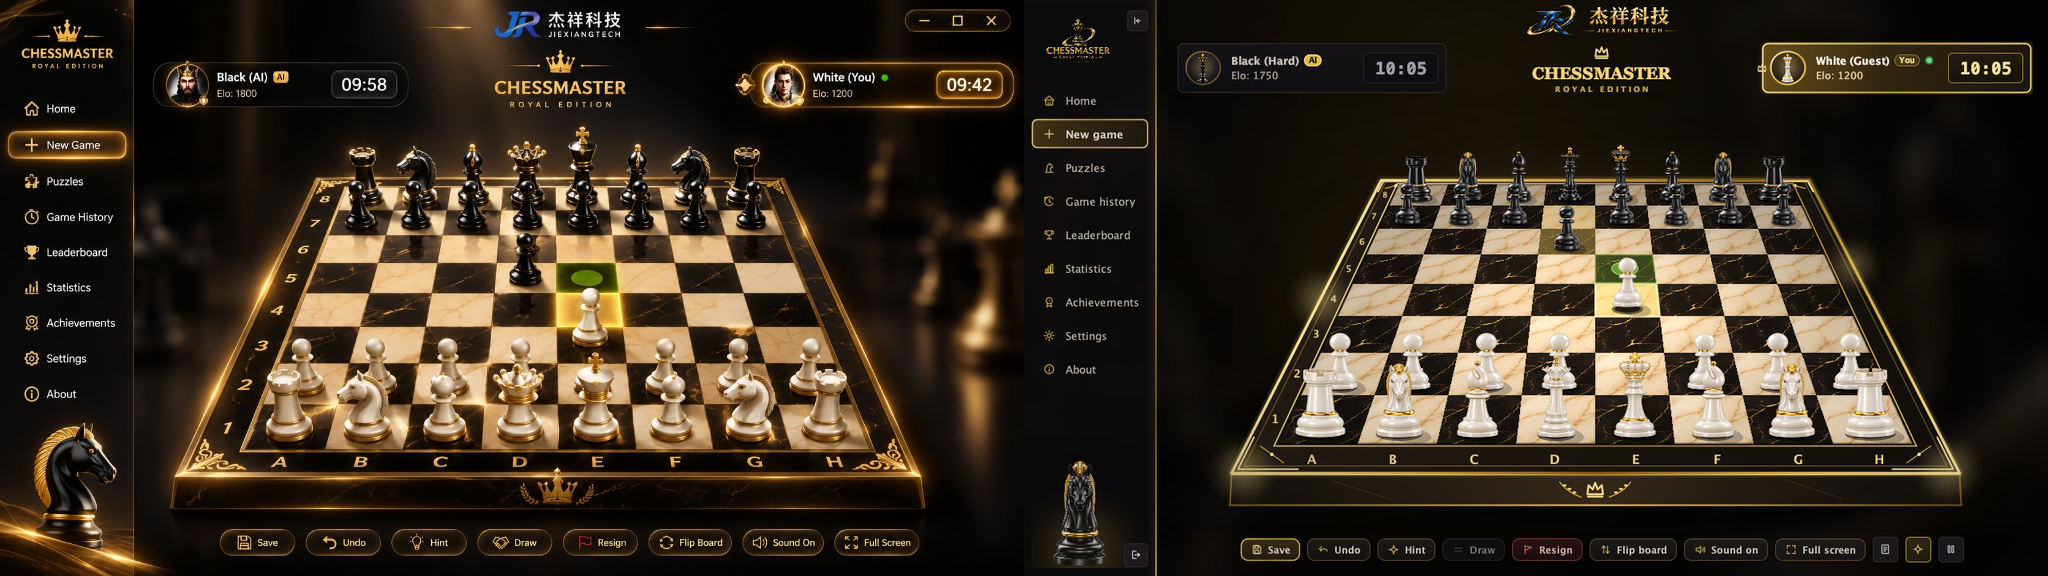 CHESSMASTER
ROYAL EDITION
Home
New Game
Puzzles
Game History
Leaderboard
Statistics
Achievements
Settings
About
JR 杰祥科技
JIEXIANGTECH
Black (AI) AI
Elo: 1800
09:58
CHESSMASTER
ROYAL EDITION
White (You)
Elo: 1200
09:42
8
7
6
5
4
3
2
1
A B C D E F G H
Save
Undo
Hint
Draw
Resign
Flip Board
Sound On
Full Screen
CHESSMASTER
ROYAL EDITION
Home
New game
Puzzles
Game history
Leaderboard
Statistics
Achievements
Settings
About
JR 杰祥科技
JIEXIANGTECH
Black (Hard) AI
Elo: 1750
10:05
CHESSMASTER
ROYAL EDITION
White (Guest) You
Elo: 1200
10:05
8
7
6
5
4
3
2
1
A B C D E F G H
Save
Undo
Hint
Draw
Resign
Flip board
Sound on
Full screen